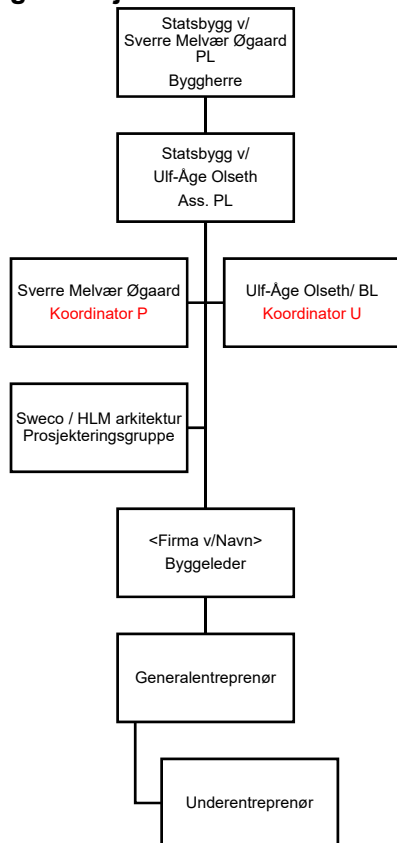 Statsbygg v/
Sverre Melvær Øgaard
PL
Byggherre
Statsbygg v/
Ulf-Åge Olseth
Ass. PL
Sverre Melvær Øgaard
Koordinator P
Ulf-Åge Olseth/ BL
Koordinator U
Sweco / HLM arkitektur
Prosjekteringsgruppe
<Firma v/Navn>
Byggeleder
Generalentreprenør
Underentreprenør